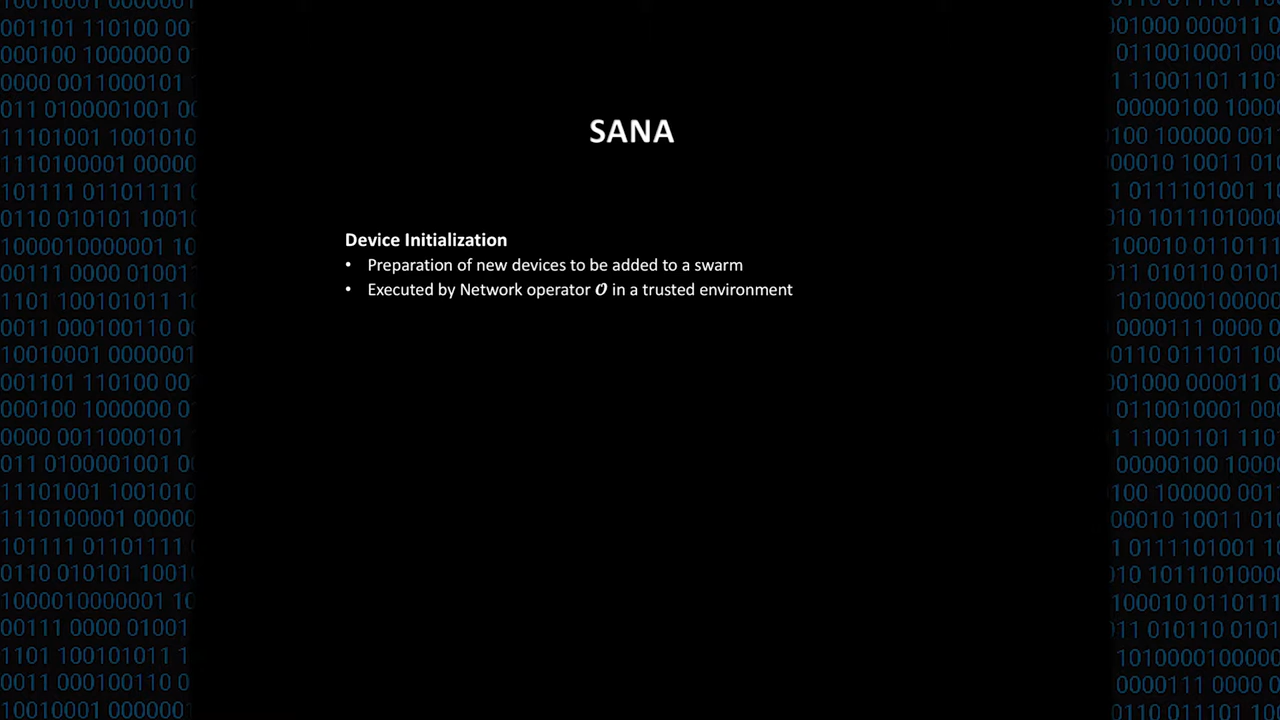 SANA
Device Initialization
• Preparation of new devices to be added to a swarm
• Executed by Network operator 𝓞 in a trusted environment